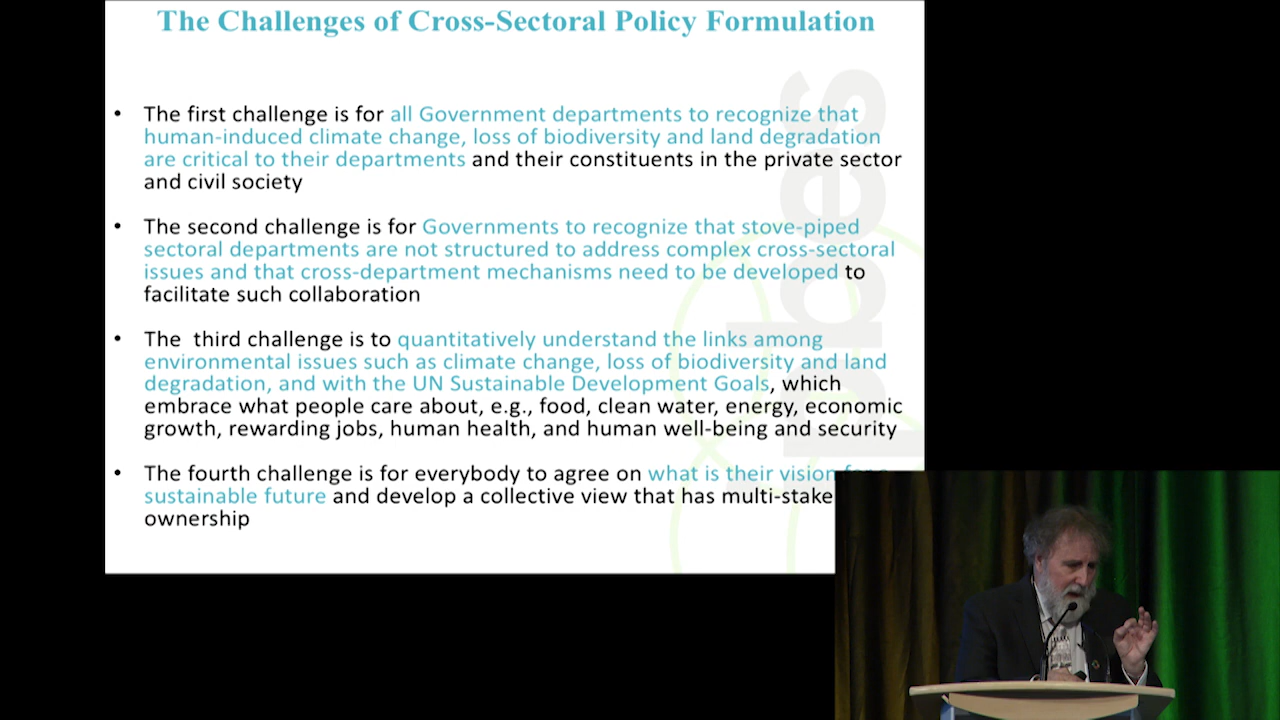 The Challenges of Cross-Sectoral Policy Formulation
• The first challenge is for all Government departments to recognize that
human-induced climate change, loss of biodiversity and land degradation
are critical to their departments and their constituents in the private sector
and civil society
• The second challenge is for Governments to recognize that stove-piped
sectoral departments are not structured to address complex cross-sectoral
issues and that cross-department mechanisms need to be developed to
facilitate such collaboration
• The  third challenge is to quantitatively understand the links among
environmental issues such as climate change, loss of biodiversity and land
degradation, and with the UN Sustainable Development Goals, which
embrace what people care about, e.g., food, clean water, energy, economic
growth, rewarding jobs, human health, and human well-being and security
• The fourth challenge is for everybody to agree on what is their vision
sustainable future and develop a collective view that has multi-stake
ownership
ipbes